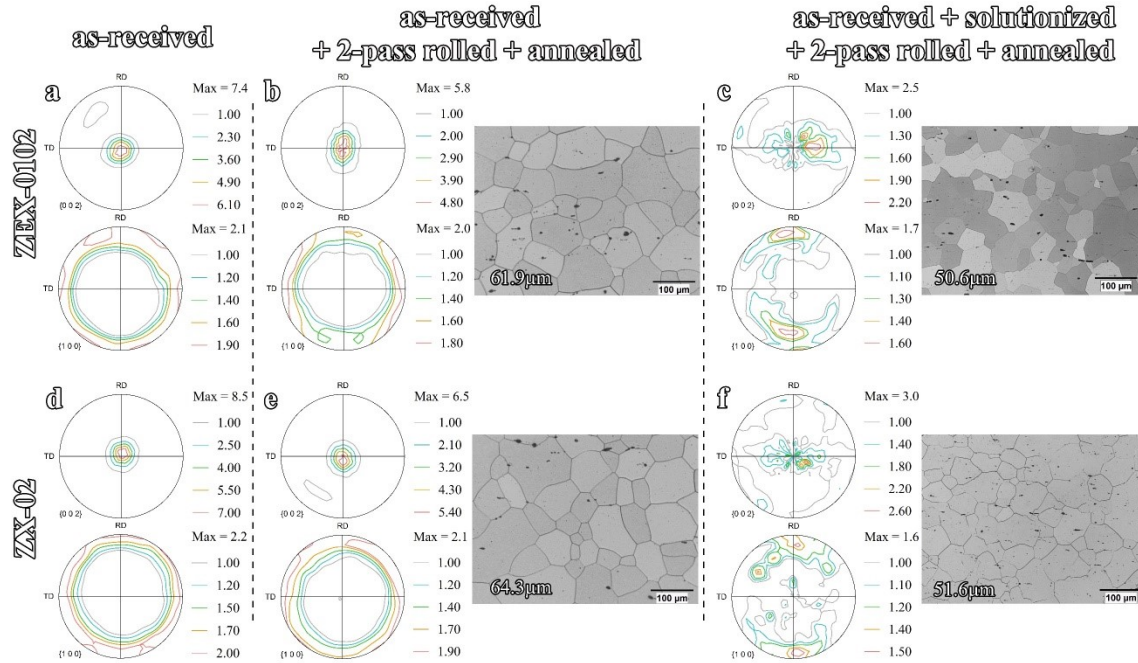 as-received
as-received
+ 2-pass rolled + annealed
as-received + solutionized
+ 2-pass rolled + annealed
ZEX-0102
a
RD
TD
{0 0 2}
Max = 7.4
1.00
2.30
3.60
4.90
6.10
RD
TD
{1 0 0}
Max = 2.1
1.00
1.20
1.40
1.60
1.90
b
RD
TD
{0 0 2}
Max = 5.8
1.00
2.00
2.90
3.90
4.80
RD
TD
{1 0 0}
Max = 2.0
1.00
1.20
1.40
1.60
1.80
61.9μm
100 μm
c
RD
TD
{0 0 2}
Max = 2.5
1.00
1.30
1.60
1.90
2.20
RD
TD
{1 0 0}
Max = 1.7
1.00
1.10
1.30
1.40
1.60
50.6μm
100 μm
ZX-02
d
RD
TD
{0 0 2}
Max = 8.5
1.00
2.50
4.00
5.50
7.00
RD
TD
{1 0 0}
Max = 2.2
1.00
1.20
1.50
1.70
2.00
e
RD
TD
{0 0 2}
Max = 6.5
1.00
2.10
3.20
4.30
5.40
RD
TD
{1 0 0}
Max = 2.1
1.00
1.20
1.40
1.70
1.90
64.3μm
100 μm
f
RD
TD
{0 0 2}
Max = 3.0
1.00
1.40
1.80
2.20
2.60
RD
TD
{1 0 0}
Max = 1.6
1.00
1.10
1.20
1.40
1.50
51.6μm
100 μm